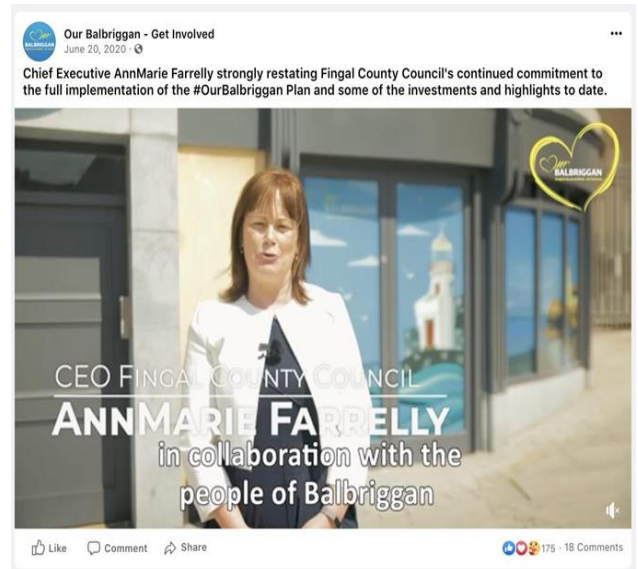 Our Balbriggan - Get Involved
June 20, 2020 ·
Chief Executive AnnMarie Farrelly strongly restating Fingal County Council's continued commitment to
the full implementation of the #OurBalbriggan Plan and some of the investments and highlights to date.
Our
BALBRIGGAN
CEO FINGAL COUNTY COUNCIL
ANNMARIE FARRELLY
in collaboration with the
people of Balbriggan
Like Comment Share 175 · 18 Comments